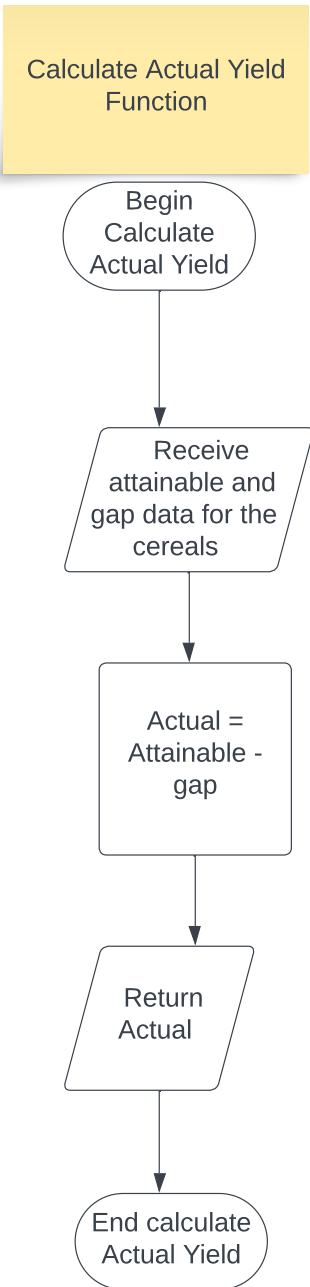 Calculate Actual Yield
Function
Begin
Calculate
Actual Yield
Receive
attainable and
gap data for the
cereals
Actual =
Attainable -
gap
Return
Actual
End calculate
Actual Yield